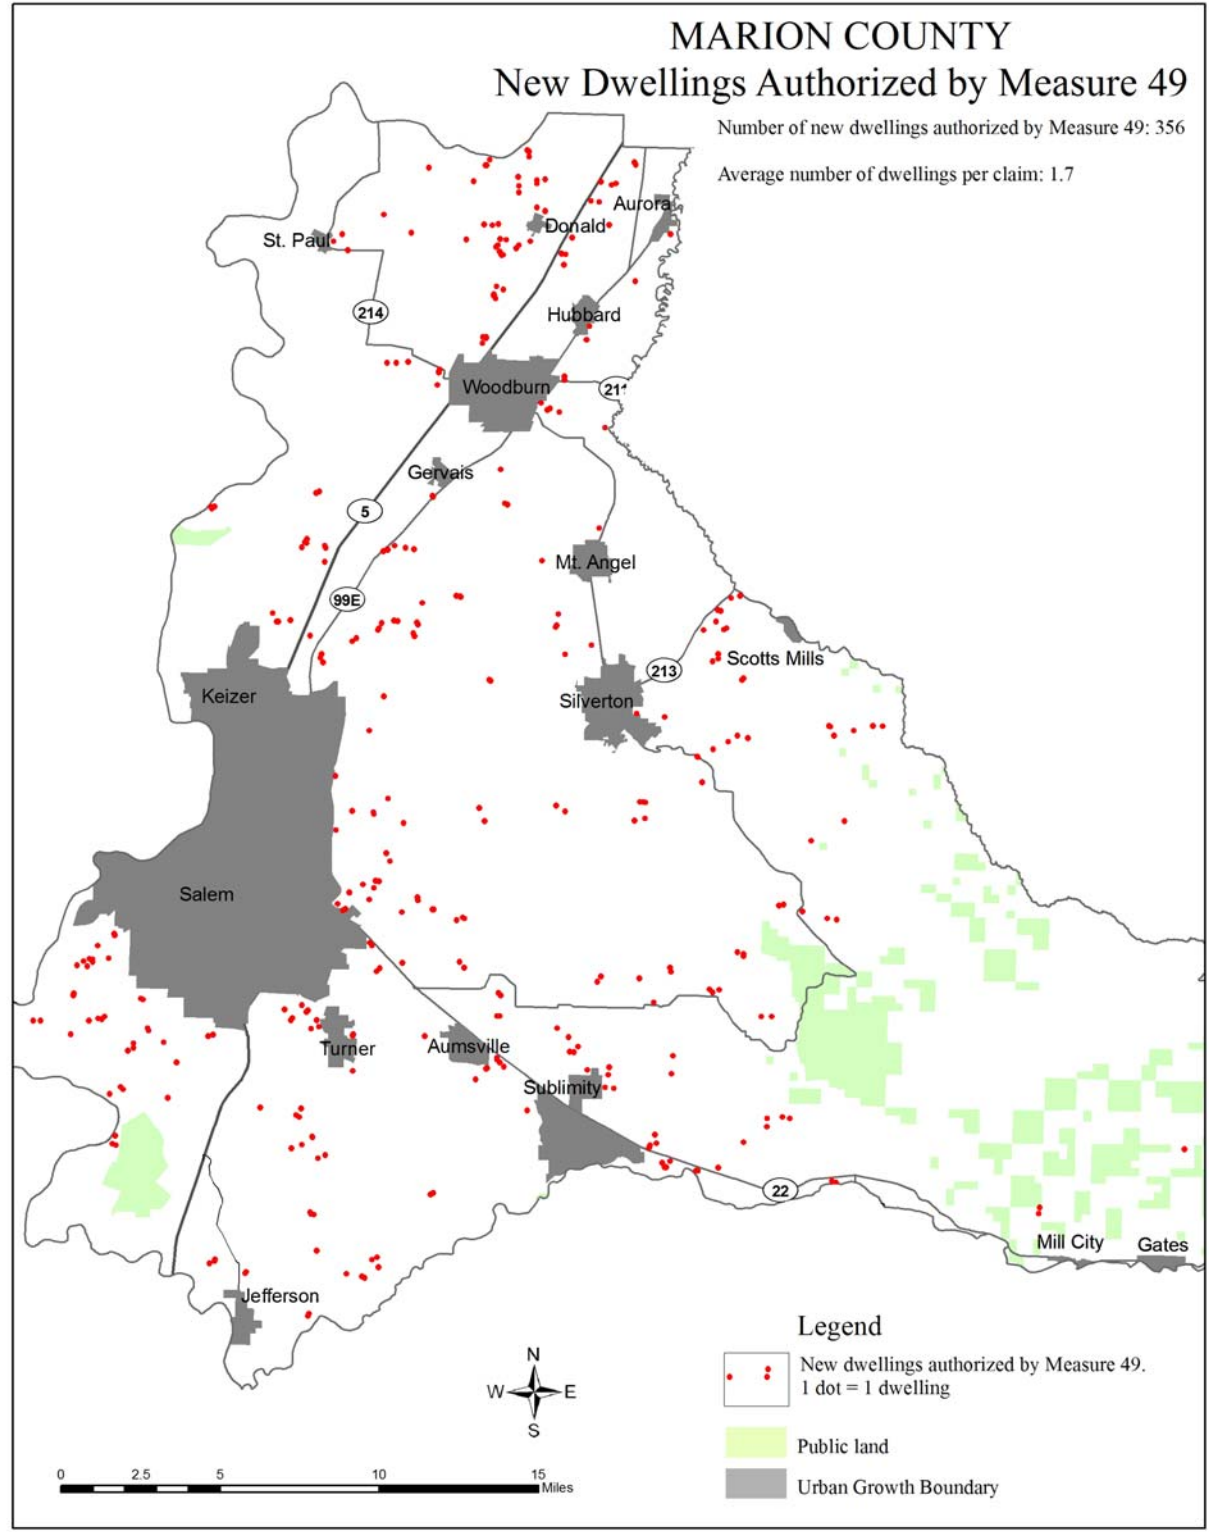 MARION COUNTY
New Dwellings Authorized by Measure 49
Number of new dwellings authorized by Measure 49: 356
Average number of dwellings per claim: 1.7
Aurora
Donald
St. Paul
214
Hubbard
Woodburn
211
Gervais
5
Mt. Angel
99E
Scotts Mills
213
Keizer
Silverton
Salem
Turner
Aumsville
Sublimity
22
Mill City
Gates
Jefferson
Legend
New dwellings authorized by Measure 49.
1 dot = 1 dwelling
Public land
Urban Growth Boundary
N
W E
S
0 2.5 5 10 15
Miles